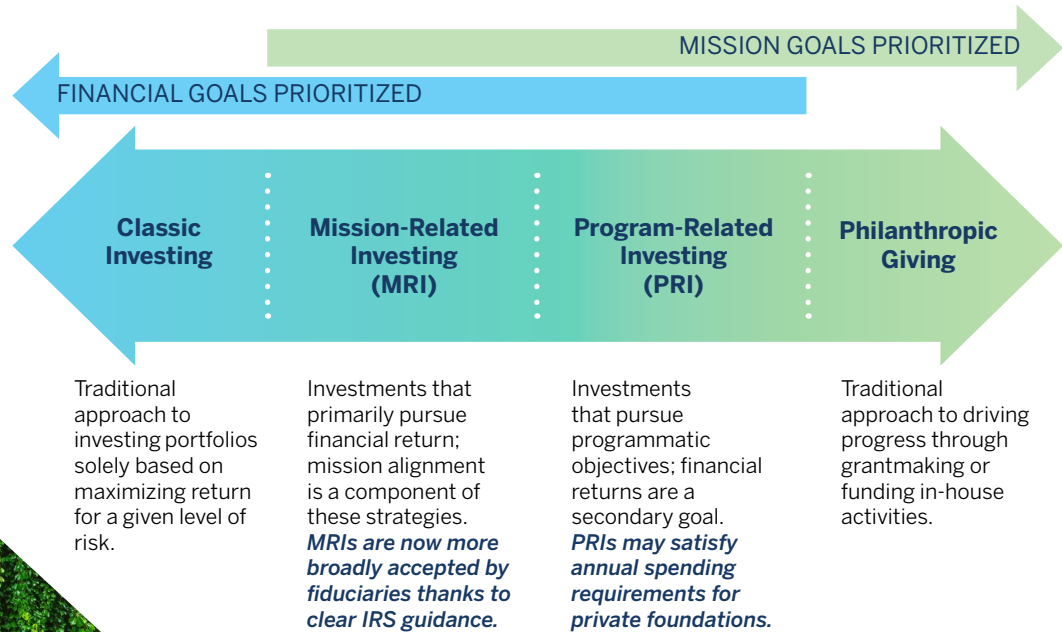 MISSION GOALS PRIORITIZED
FINANCIAL GOALS PRIORITIZED
Classic
Investing
Mission-Related
Investing
(MRI)
Program-Related
Investing
(PRI)
Philanthropic
Giving
Traditional
approach to
investing portfolios
solely based on
maximizing return
for a given level of
risk.
Investments that
primarily pursue
financial return;
mission alignment
is a component of
these strategies.
MRIs are now more
broadly accepted by
fiduciaries thanks to
clear IRS guidance.
Investments
that pursue
programmatic
objectives; financial
returns are a
secondary goal.
PRIs may satisfy
annual spending
requirements for
private foundations.
Traditional
approach to driving
progress through
grantmaking or
funding in-house
activities.